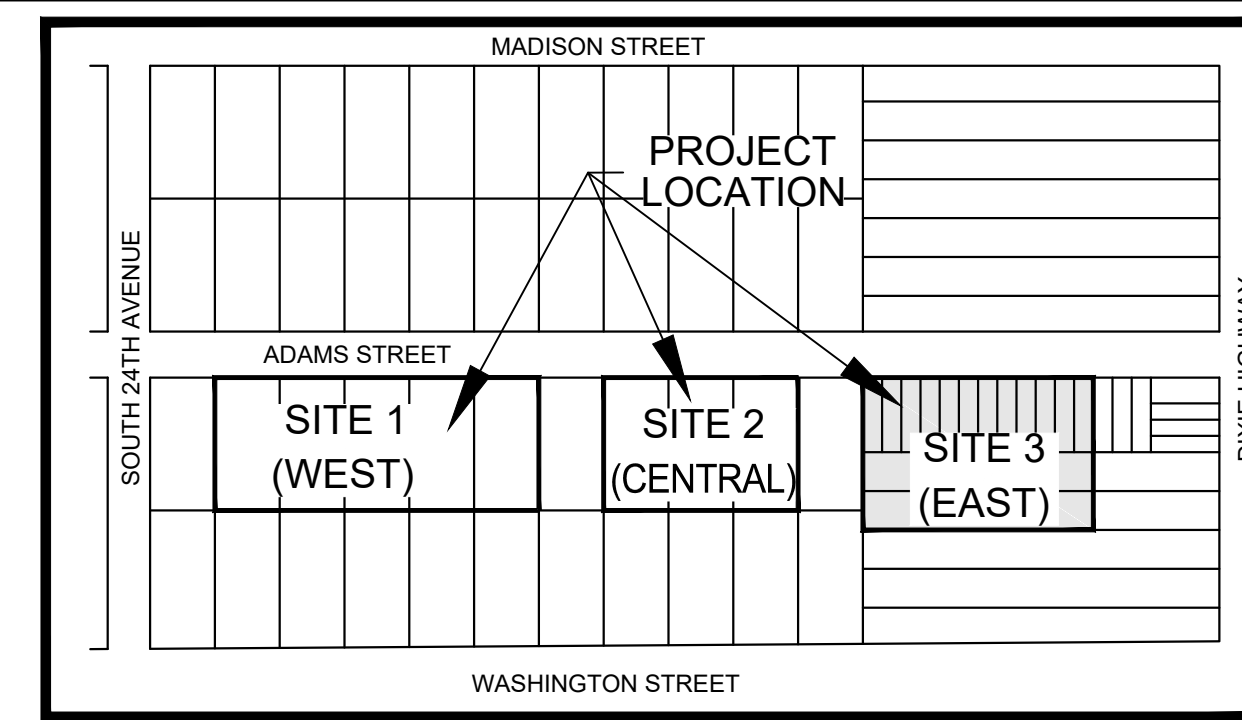 MADISON STREET
PROJECT
LOCATION
SOUTH 24TH AVENUE
ADAMS STREET
SITE 1
(WEST)
SITE 2
(CENTRAL)
SITE 3
(EAST)
WASHINGTON STREET